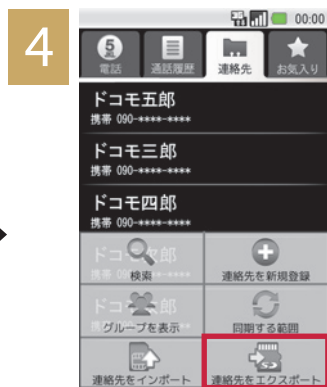 4
00:00
電話
通話履歴
連絡先
お気入り
ドコモ五郎
携帯 090-****-****
ドコモ三郎
携帯 090-****-****
ドコモ四郎
携帯 090-****-****
検索
連絡先を新規登録
グループを表示
同期する範囲
連絡先をインポート
連絡先をエクスポート